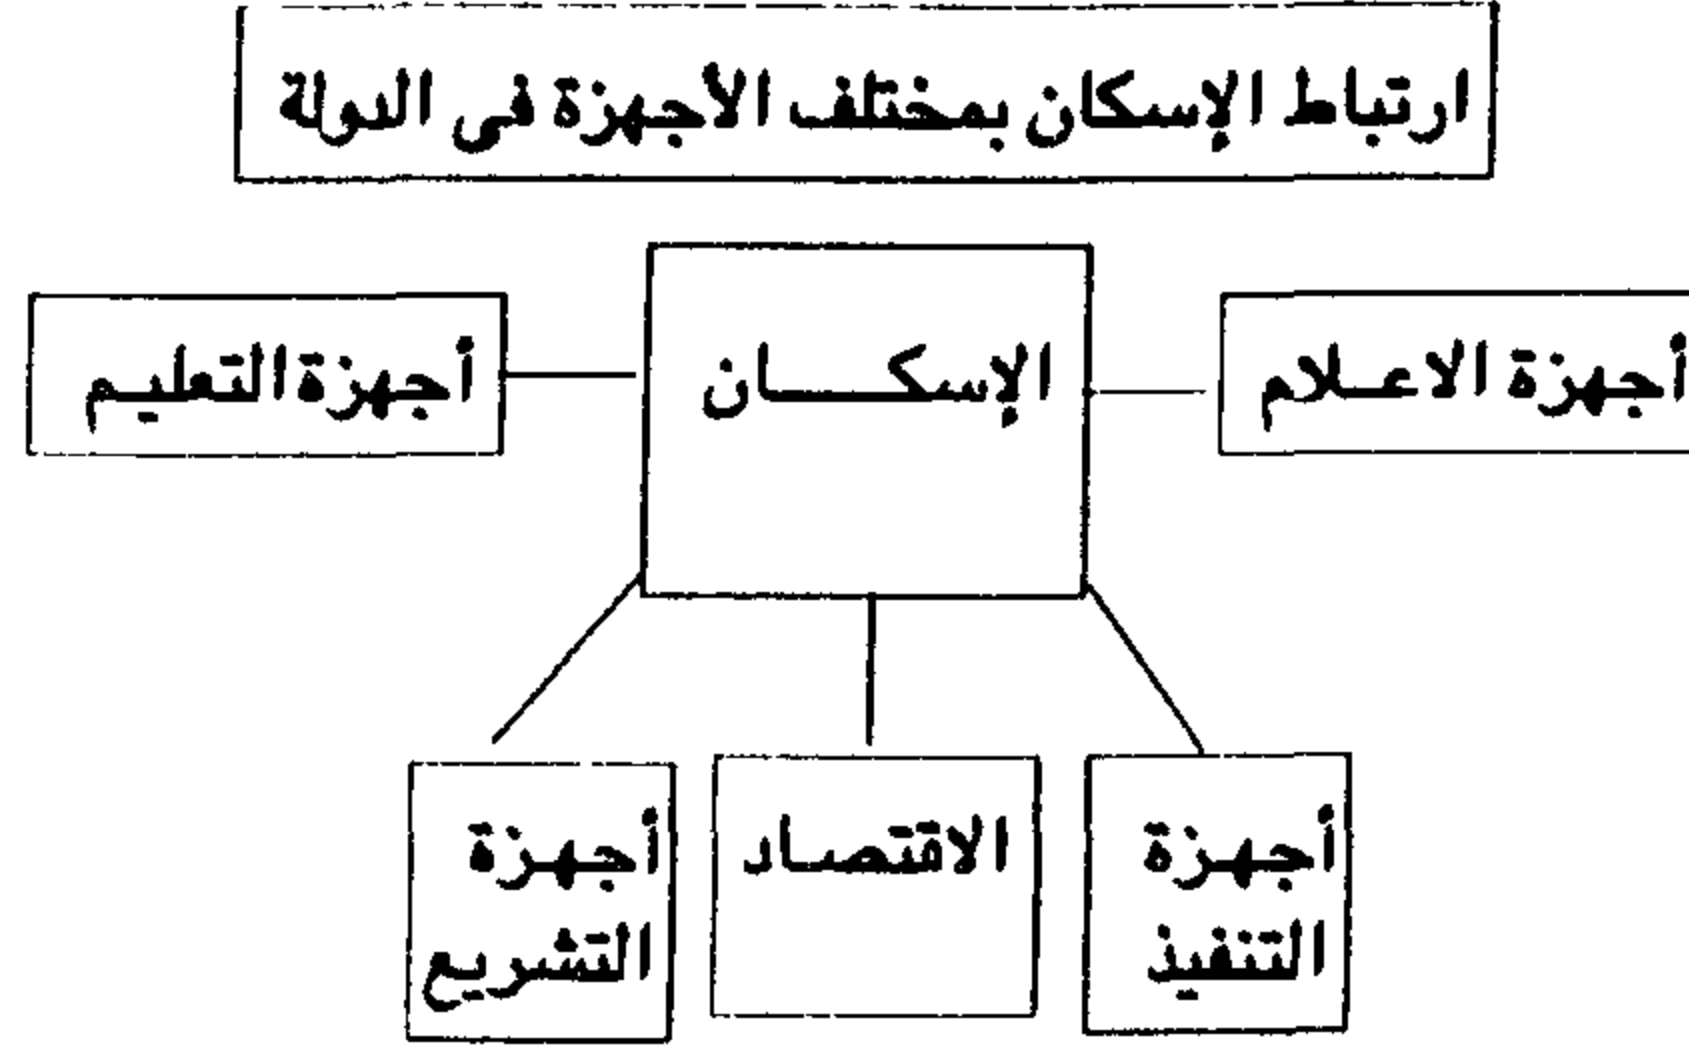 ارتباط الإسكان بمختلف الأجهزة فى الدولة
أجهزة الاعلام
الإسكان
أجهزة التعليم
أجهزة
التنفيذ
الاقتصاد
أجهزة
التشريع